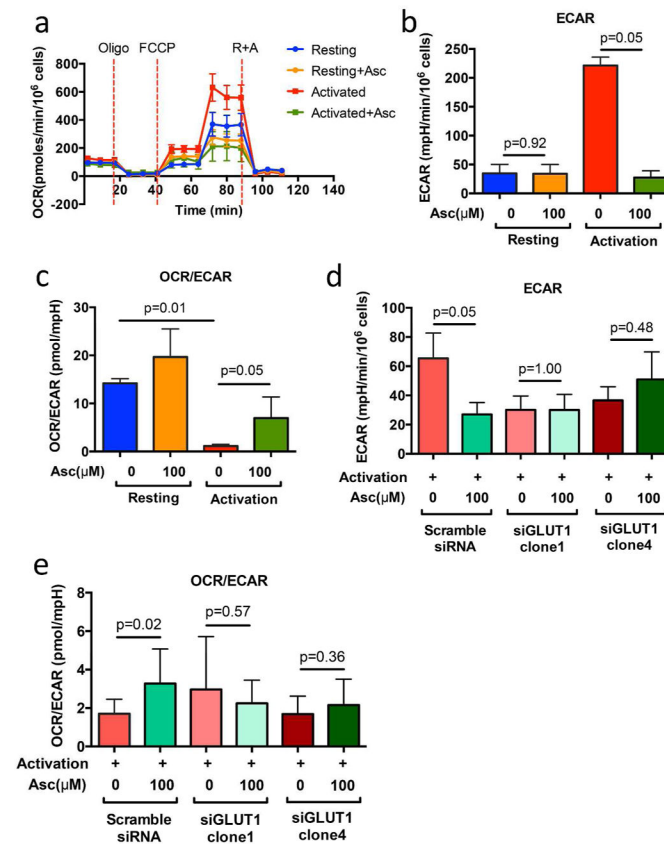 a
Oligo FCCP R+A
Resting
Resting+Asc
Activated
Activated+Asc
OCR(pmoles/min/10⁶ cells)
800
600
400
200
0
-200
20 40 60 80 100 120 140
Time (min)
b
ECAR
ECAR (mpH/min/10⁶ cells)
250
200
150
100
50
0
p=0.92
p=0.05
Asc(µM) 0 100 0 100
Resting Activation
c
OCR/ECAR
OCR/ECAR (pmol/mpH)
30
20
10
0
p=0.01
p=0.05
Asc(µM) 0 100 0 100
Resting Activation
d
ECAR
ECAR (mpH/min/10⁶ cells)
100
80
60
40
20
0
p=0.05
p=1.00
p=0.48
Activation + + + + + +
Asc(µM) 0 100 0 100 0 100
Scramble siGLUT1 siGLUT1
siRNA clone1 clone4
e
OCR/ECAR
OCR/ECAR (pmol/mpH)
8
6
4
2
0
p=0.02
p=0.57
p=0.36
Activation + + + + + +
Asc(µM) 0 100 0 100 0 100
Scramble siGLUT1 siGLUT1
siRNA clone1 clone4